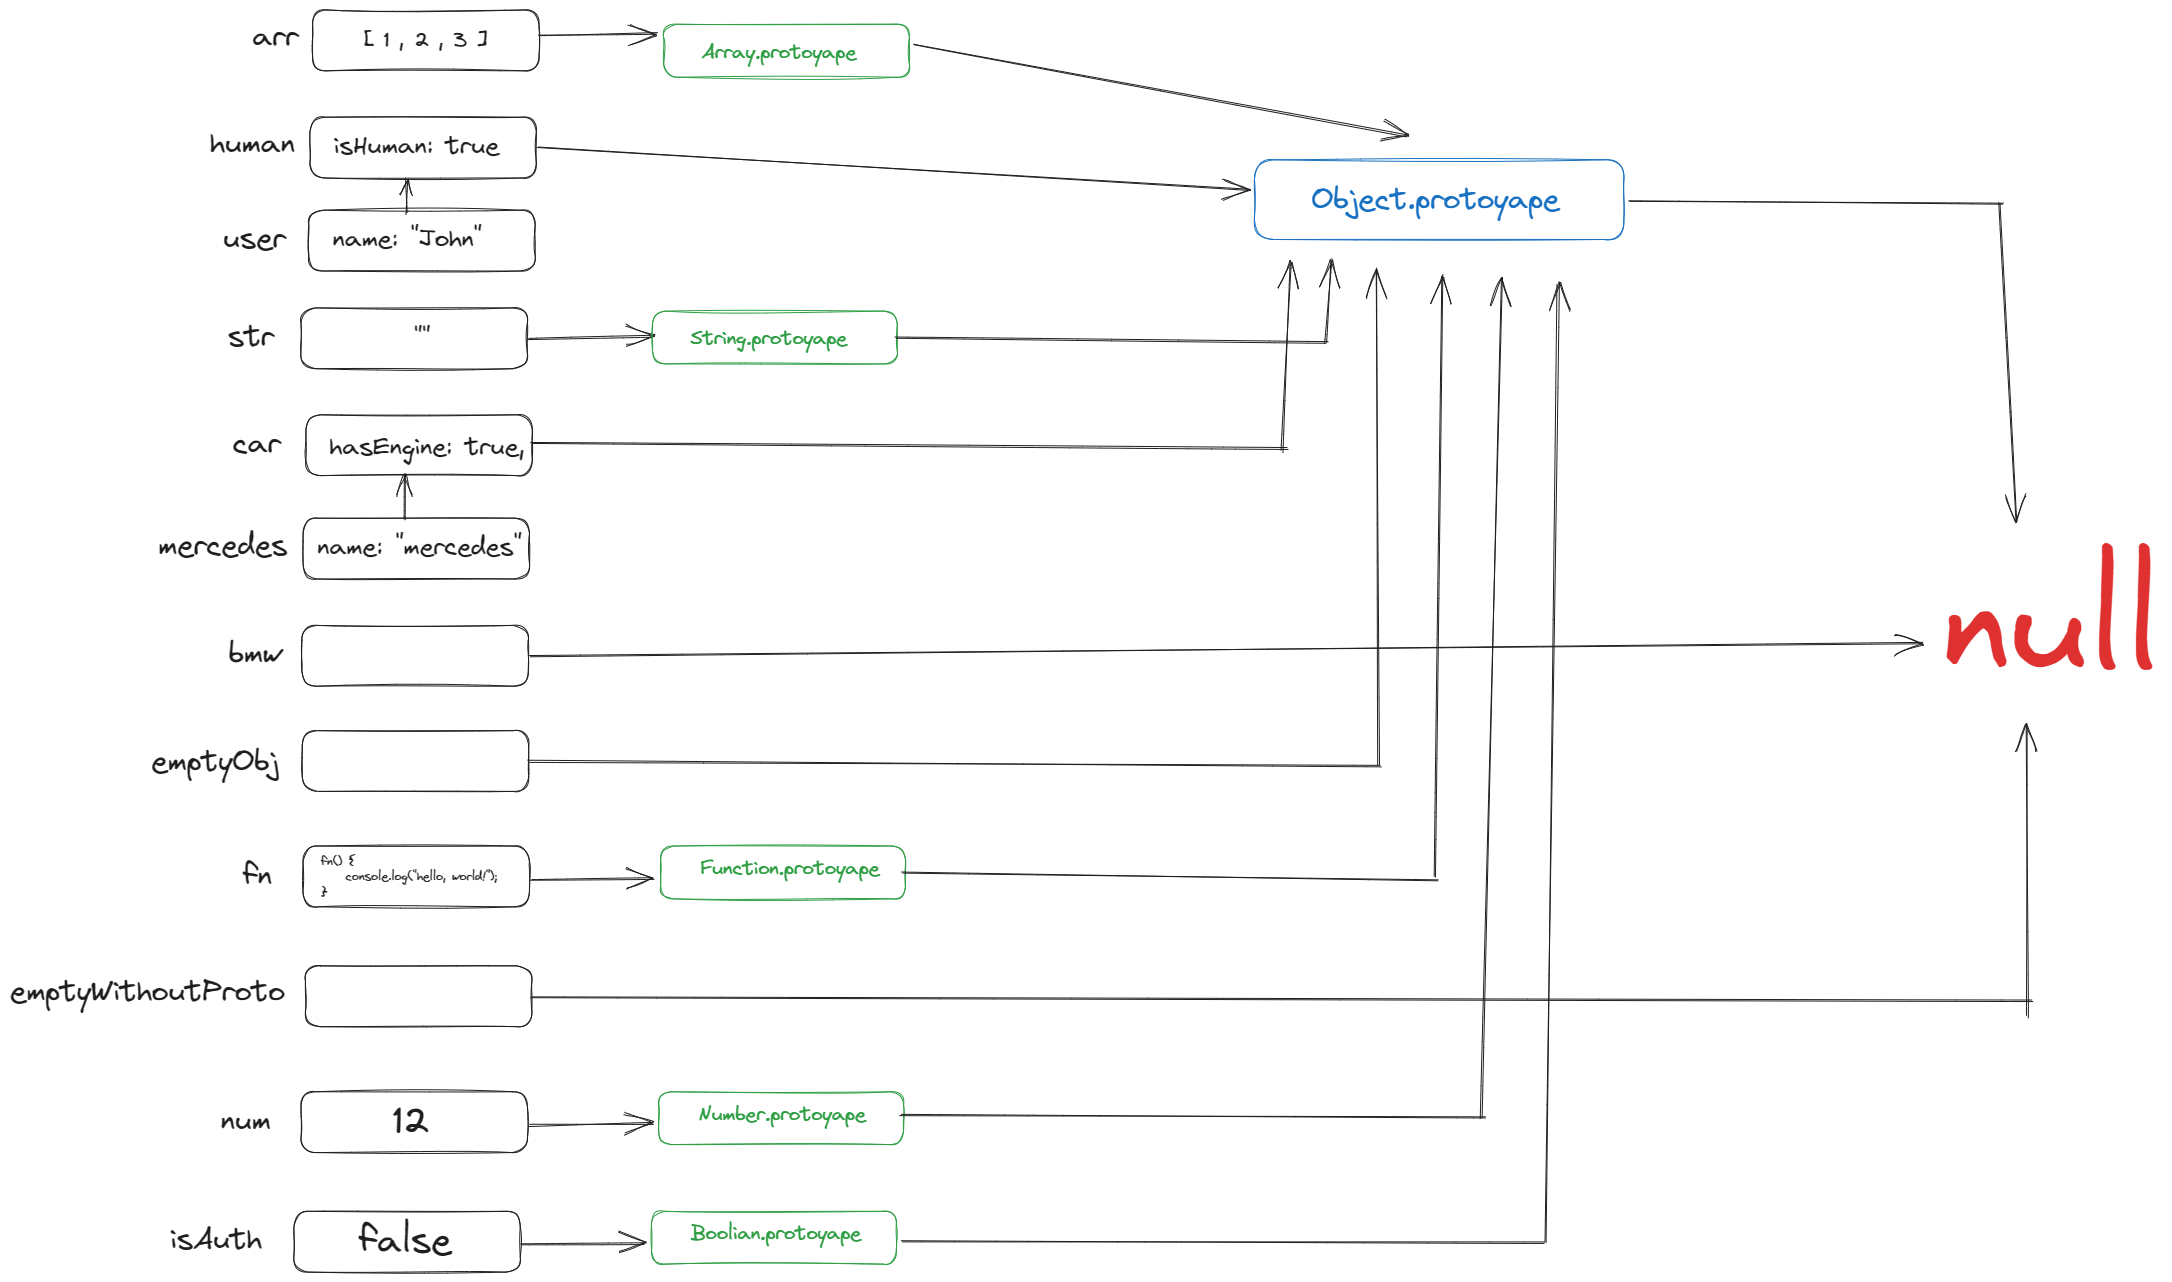 arr [ 1 , 2 , 3 ] Array.protoyape
human isHuman: true
Object.protoyape
user name: "John"
str "" String.protoyape
car hasEngine: true,
mercedes name: "mercedes"
null
bmw
emptyObj
fn fn() {
console.log("hello, world!");
}
Function.protoyape
emptyWithoutProto
num 12 Number.protoyape
isAuth false Boolian.protoyape